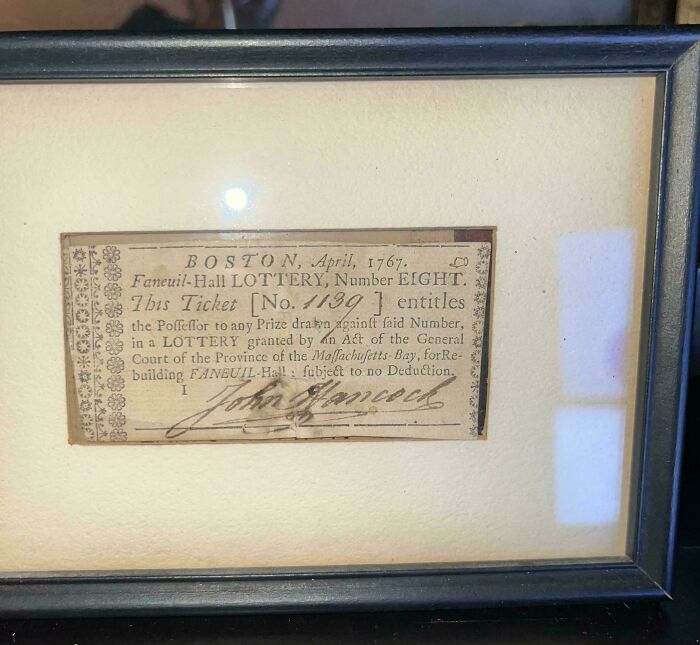 BOSTON, April, 1767.
Faneuil-Hall LOTTERY, Number EIGHT.
This Ticket [No. 1139] entitles
the Poſſeſſor to any Prize drawn againſt ſaid Number,
in a LOTTERY granted by an Act of the General
Court of the Province of the Maſſachuſetts-Bay, for Re-
building FANEUIL-Hall; ſubject to no Deduction.
I
John Hancock